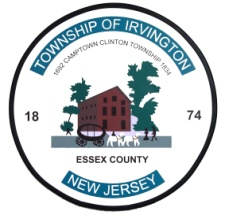 TOWNSHIP OF IRVINGTON
1692 CAMPTOWN CLINTON TOWNSHIP 1834
18 74
ESSEX COUNTY
NEW JERSEY